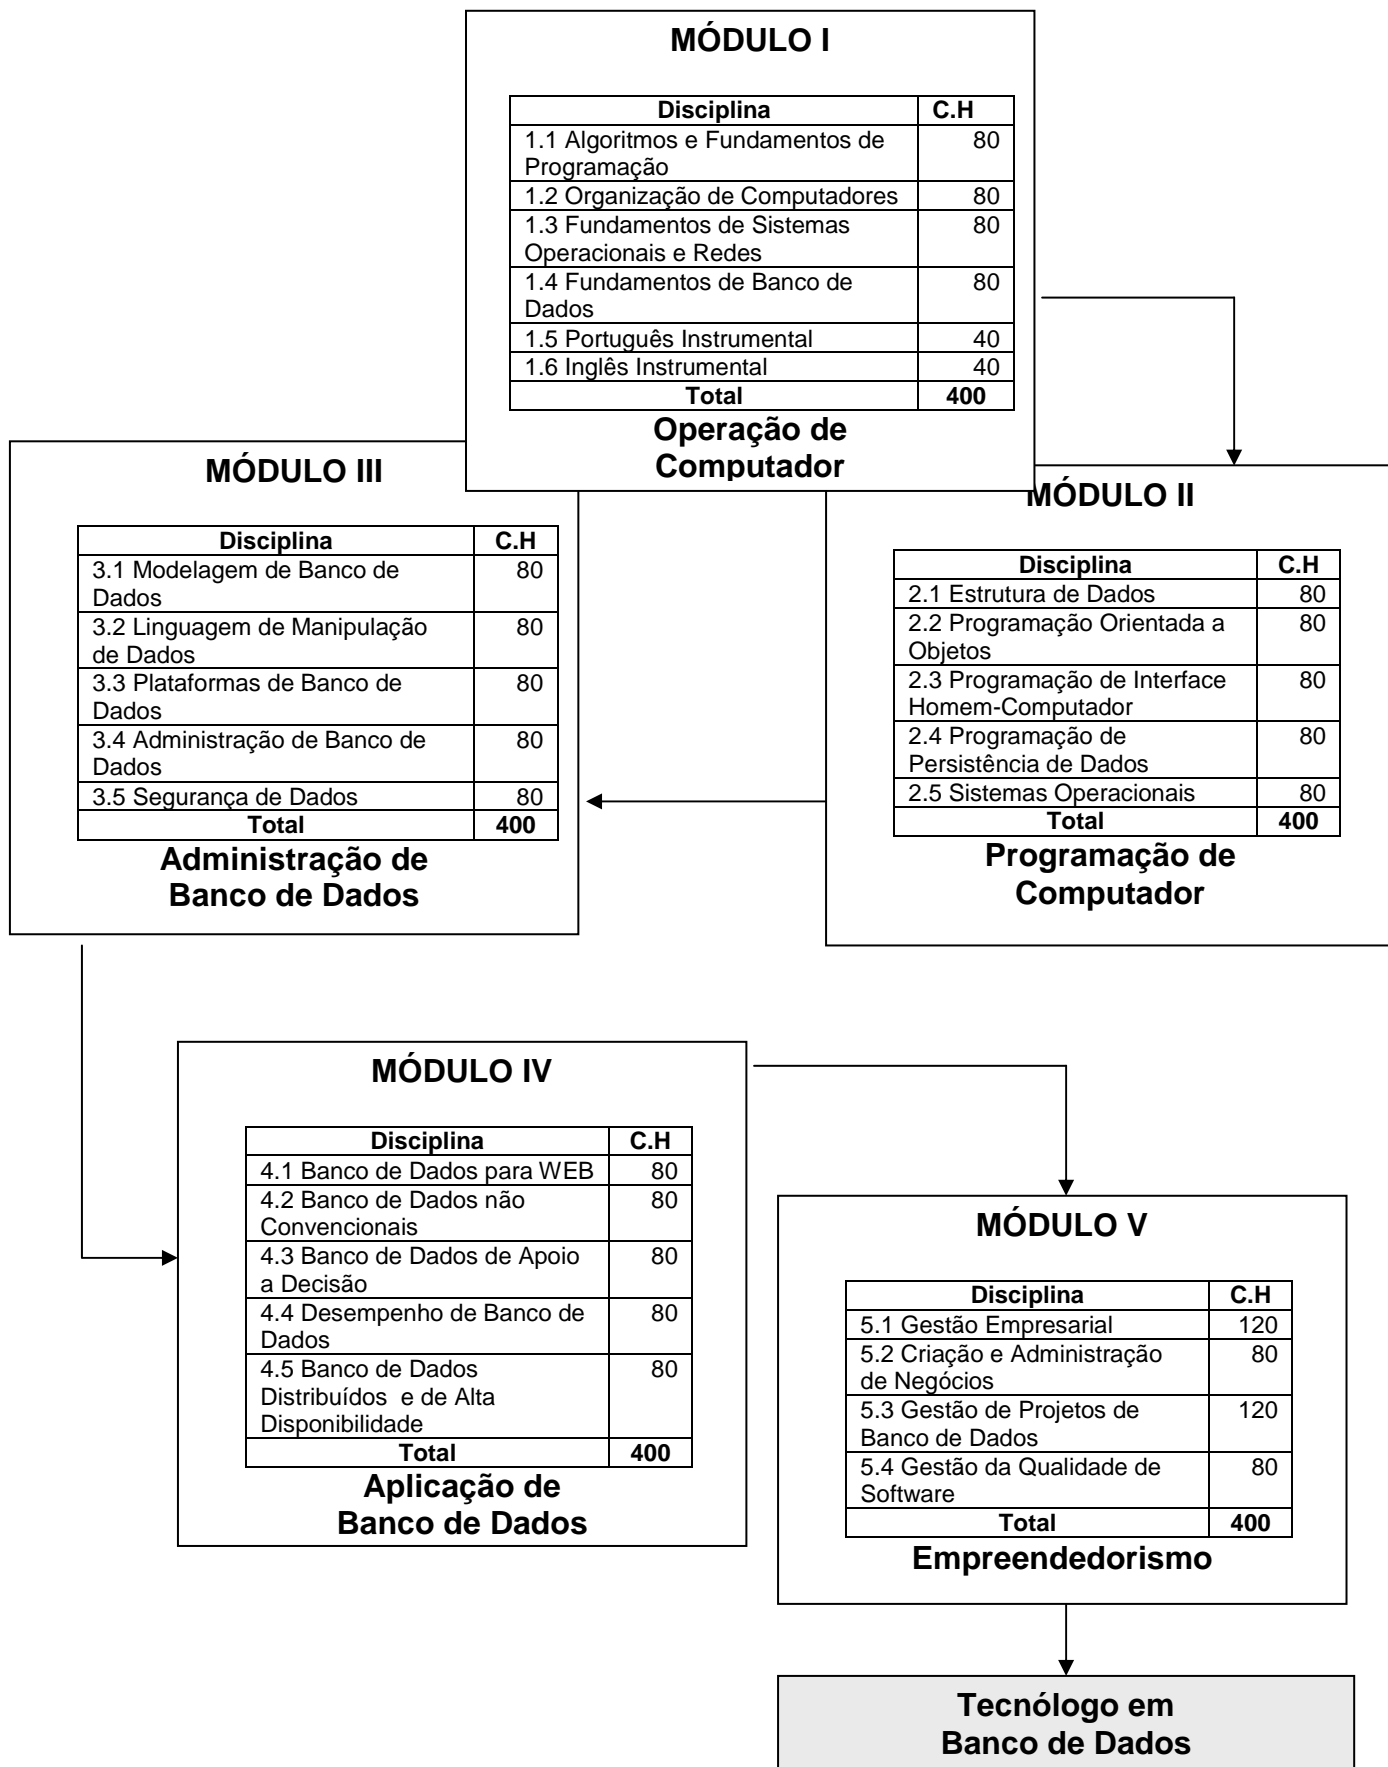 MÓDULO I
Disciplina C.H
1.1 Algoritmos e Fundamentos de 80
Programação
1.2 Organização de Computadores 80
1.3 Fundamentos de Sistemas 80
Operacionais e Redes
1.4 Fundamentos de Banco de 80
Dados
1.5 Português Instrumental 40
1.6 Inglês Instrumental 40
Total 400
Operação de
Computador
MÓDULO II
Disciplina C.H
2.1 Estrutura de Dados 80
2.2 Programação Orientada a 80
Objetos
2.3 Programação de Interface 80
Homem-Computador
2.4 Programação de 80
Persistência de Dados
2.5 Sistemas Operacionais 80
Total 400
Programação de
Computador
MÓDULO III
Disciplina C.H
3.1 Modelagem de Banco de 80
Dados
3.2 Linguagem de Manipulação 80
de Dados
3.3 Plataformas de Banco de 80
Dados
3.4 Administração de Banco de 80
Dados
3.5 Segurança de Dados 80
Total 400
Administração de
Banco de Dados
MÓDULO IV
Disciplina C.H
4.1 Banco de Dados para WEB 80
4.2 Banco de Dados não 80
Convencionais
4.3 Banco de Dados de Apoio 80
a Decisão
4.4 Desempenho de Banco de 80
Dados
4.5 Banco de Dados 80
Distribuídos e de Alta
Disponibilidade
Total 400
Aplicação de
Banco de Dados
MÓDULO V
Disciplina C.H
5.1 Gestão Empresarial 120
5.2 Criação e Administração 80
de Negócios
5.3 Gestão de Projetos de 120
Banco de Dados
5.4 Gestão da Qualidade de 80
Software
Total 400
Empreendedorismo
Tecnólogo em
Banco de Dados